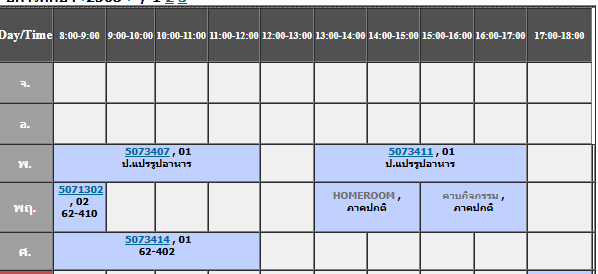 Day/Time 8:00-9:00 9:00-10:00 10:00-11:00 11:00-12:00 12:00-13:00 13:00-14:00 14:00-15:00 15:00-16:00 16:00-17:00 17:00-18:00
จ.
อ.
พ.
5073407 , 01
ป.แปรรูปอาหาร
5073411 , 01
ป.แปรรูปอาหาร
พฤ.
5071302
, 02
62-410
HOMEROOM ,
ภาคปกติ
คาบกิจกรรม ,
ภาคปกติ
ศ.
5073414 , 01
62-402